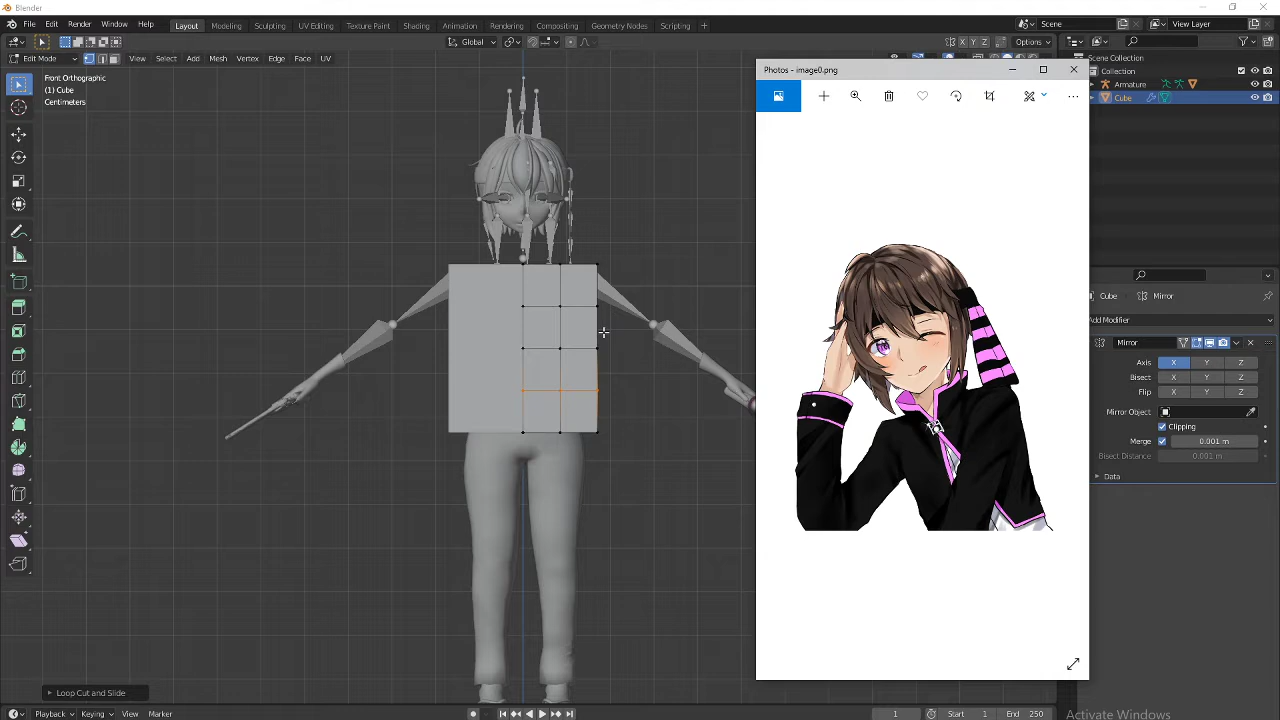 Blender
File Edit Render Window Help
Layout Modeling Sculpting UV Editing Texture Paint Shading Animation Rendering Compositing Geometry Nodes Scripting +
Scene
View Layer
Global
X Y Z
Options
Edit Mode
View Select Add Mesh Vertex Edge Face UV
Scene Collection
Collection
Armature
Cube
Front Orthographic
(1) Cube
Centimeters
Photos - image0.png
Cube > Mirror
Add Modifier
Mirror
Axis X Y Z
Bisect X Y Z
Flip X Y Z
Mirror Object
Clipping
Merge 0.001 m
Bisect Distance 0.001 m
Data
Loop Cut and Slide
Playback Keying View Marker
1 Start 1 End 250
Activate Windows